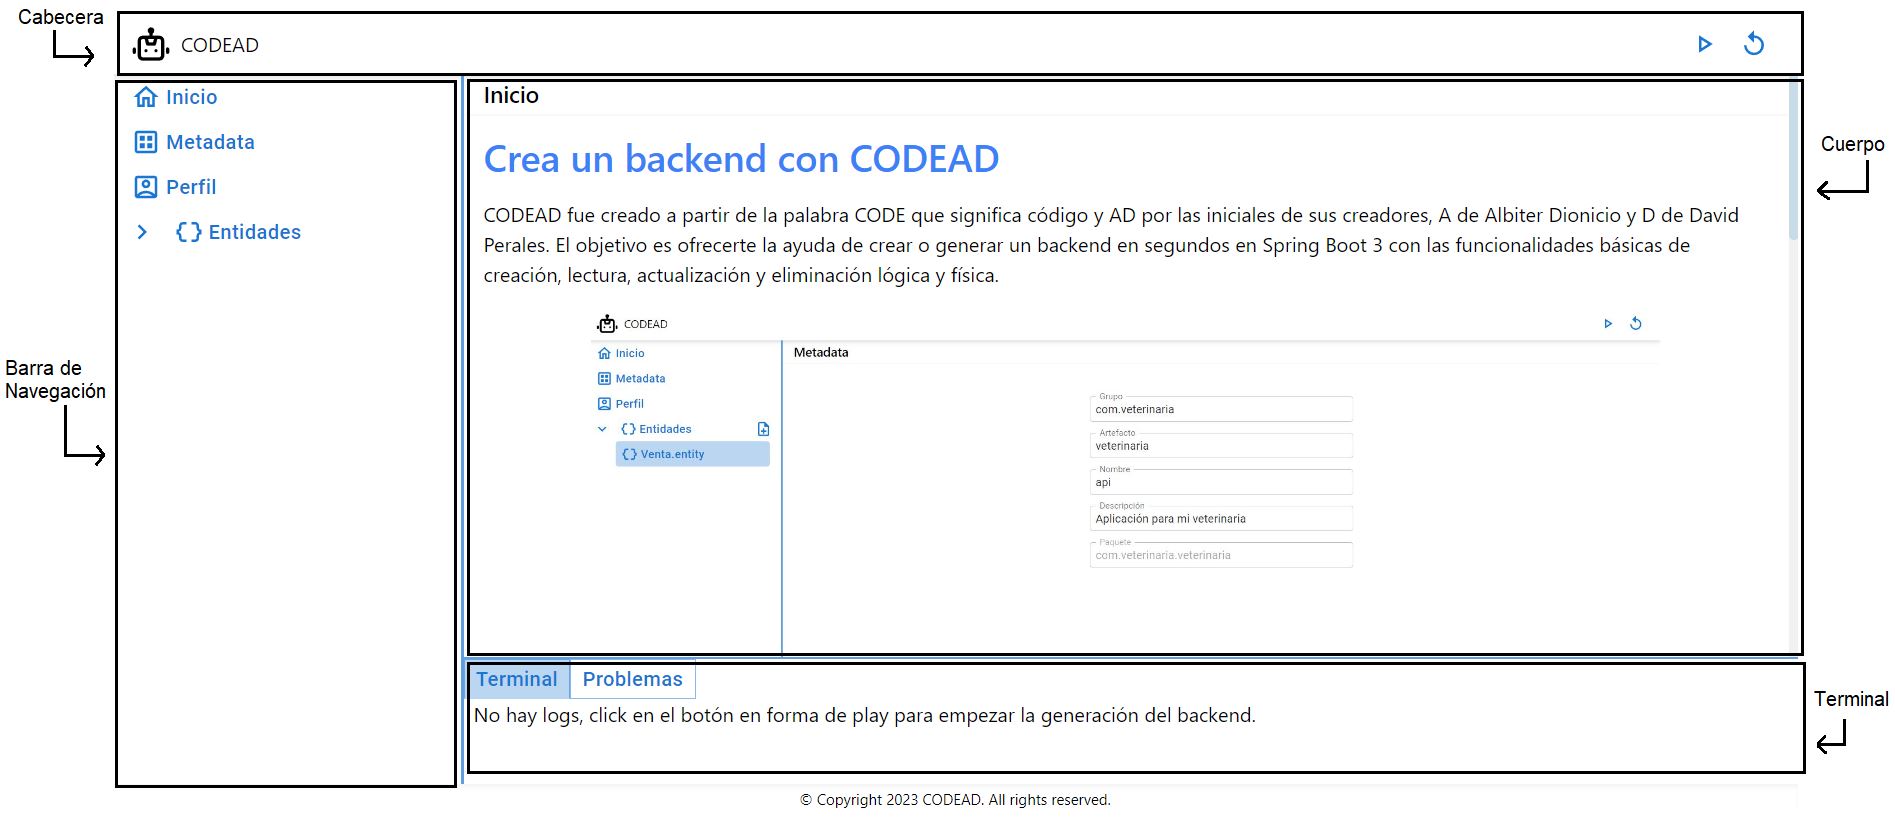 Cabecera
CODEAD
Inicio
Metadata
Perfil
Entidades
Barra de
Navegación
Inicio
Crea un backend con CODEAD
CODEAD fue creado a partir de la palabra CODE que significa código y AD por las iniciales de sus creadores, A de Albiter Dionicio y D de David
Perales. El objetivo es ofrecerte la ayuda de crear o generar un backend en segundos en Spring Boot 3 con las funcionalidades básicas de
creación, lectura, actualización y eliminación lógica y física.
CODEAD
Inicio
Metadata
Perfil
Entidades
Venta.entity
Metadata
Grupo
com.veterinaria
Artefacto
veterinaria
Nombre
api
Descripción
Aplicación para mi veterinaria
Paquete
com.veterinaria.veterinaria
Cuerpo
Terminal Problemas
No hay logs, click en el botón en forma de play para empezar la generación del backend.
Terminal
© Copyright 2023 CODEAD. All rights reserved.